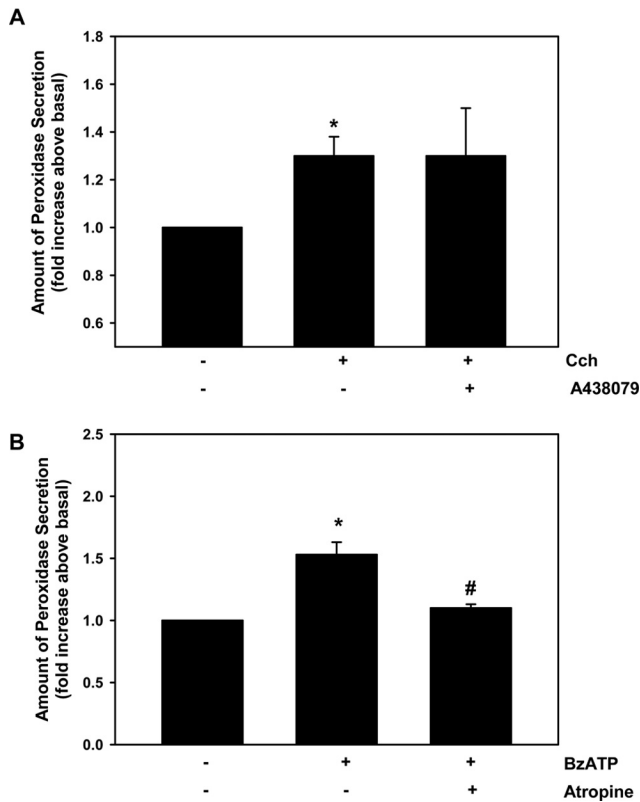 A
Amount of Peroxidase Secretion
(fold increase above basal)
1.8
1.6
1.4
1.2
1.0
0.8
0.6
*
- + + Cch
- - + A438079
B
Amount of Peroxidase Secretion
(fold increase above basal)
2.5
2.0
1.5
1.0
0.5
0.0
*
#
- + + BzATP
- - + Atropine